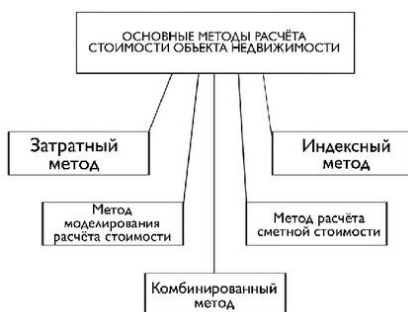 ОСНОВНЫЕ МЕТОДЫ РАСЧЁТА
СТОИМОСТИ ОБЪЕКТА НЕДВИЖИМОСТИ
Затратный
метод
Индексный
метод
Метод
моделирования
расчёта стоимости
Метод расчёта
сметной стоимости
Комбинированный
метод